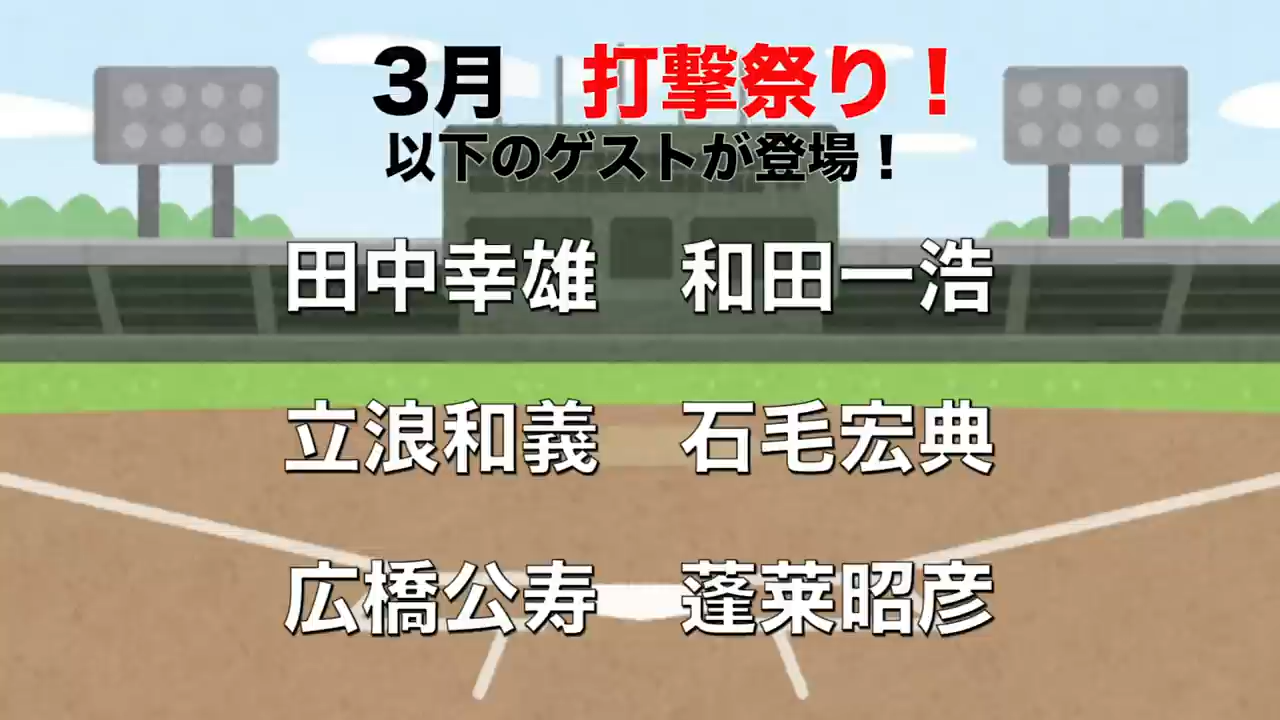 3月　打撃祭り！
以下のゲストが登場！
田中幸雄　和田一浩
立浪和義　石毛宏典
広橋公寿　蓬莱昭彦